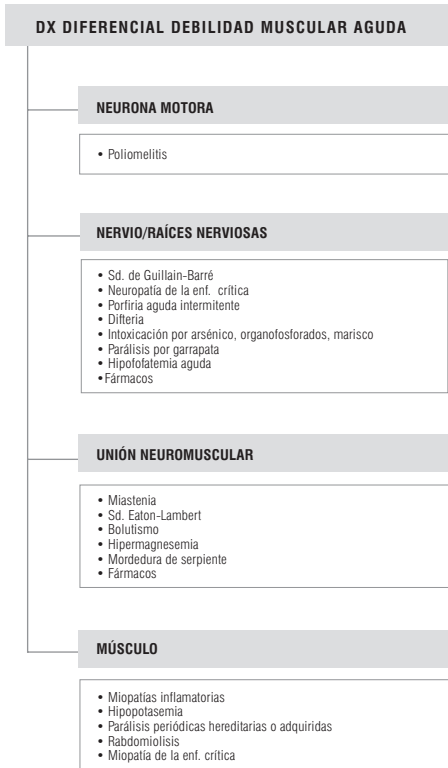 DX DIFERENCIAL DEBILIDAD MUSCULAR AGUDA
NEURONA MOTORA
• Poliomelitis
NERVIO/RAÍCES NERVIOSAS
• Sd. de Guillain-Barré
• Neuropatía de la enf. crítica
• Porfiria aguda intermitente
• Difteria
• Intoxicación por arsénico, organofosforados, marisco
• Parálisis por garrapata
• Hipofofatemia aguda
•Fármacos
UNIÓN NEUROMUSCULAR
• Miastenia
• Sd. Eaton-Lambert
• Bolutismo
• Hipermagnesemia
• Mordedura de serpiente
• Fármacos
MÚSCULO
• Miopatías inflamatorias
• Hipopotasemia
• Parálisis periódicas hereditarias o adquiridas
• Rabdomiolisis
• Miopatía de la enf. crítica